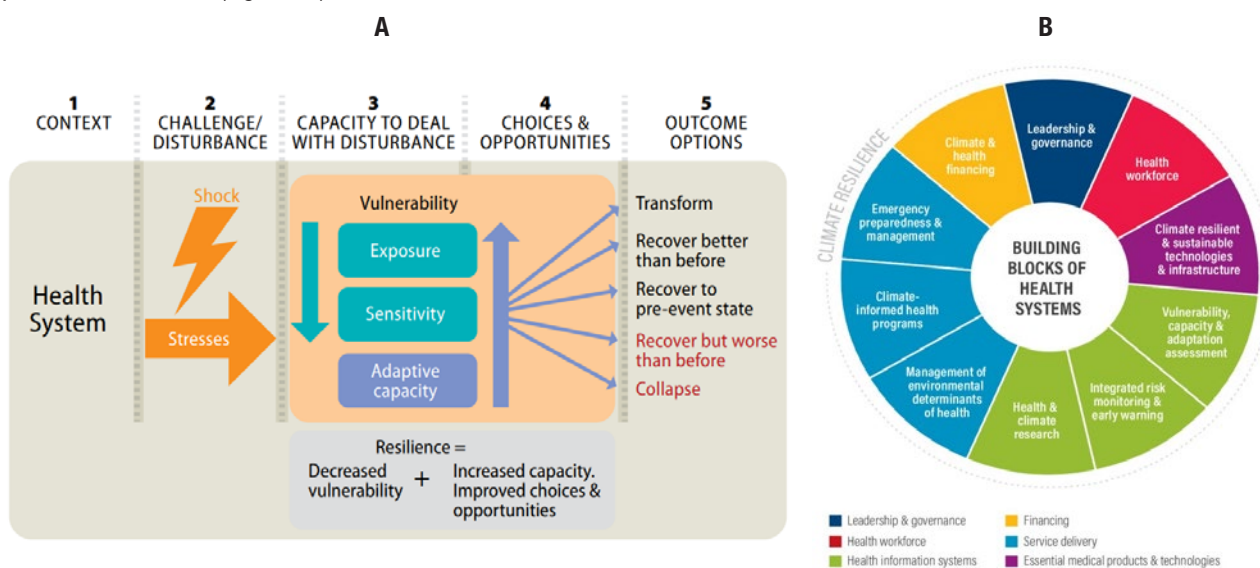 A
1
CONTEXT
2
CHALLENGE/
DISTURBANCE
3
CAPACITY TO DEAL
WITH DISTURBANCE
4
CHOICES &
OPPORTUNITIES
5
OUTCOME
OPTIONS
Health
System
Shock
Stresses
Vulnerability
Exposure
Sensitivity
Adaptive
capacity
Transform
Recover better
than before
Recover to
pre-event state
Recover but worse
than before
Collapse
Resilience =
Decreased
vulnerability
+
Increased capacity.
Improved choices &
opportunities
B
CLIMATE RESILIENCE
BUILDING
BLOCKS OF
HEALTH
SYSTEMS
Leadership &
governance
Health
workforce
Climate resilient
& sustainable
technologies
& infrastructure
Vulnerability,
capacity &
adaptation
assessment
Integrated risk
monitoring &
early warning
Health &
climate
research
Management of
environmental
determinants
of health
Climate-
informed health
programs
Emergency
preparedness &
management
Climate &
health
financing
Leadership & governance
Health workforce
Health information systems
Financing
Service delivery
Essential medical products & technologies